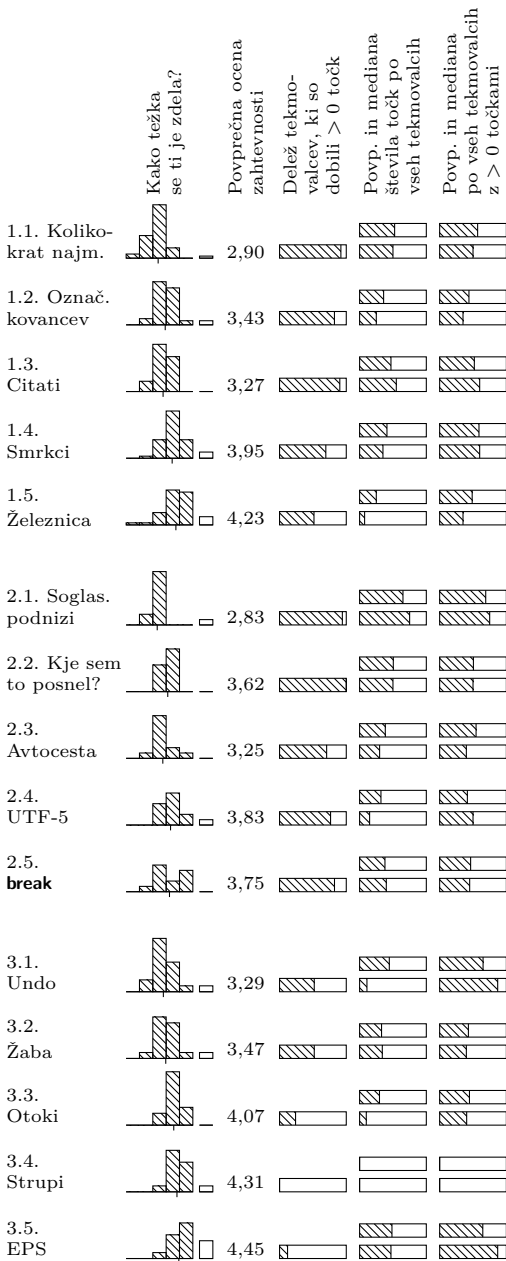 Kako težka
se ti je zdela?
Povprečna ocena
zahtevnosti
Delež tekmo-
valcev, ki so
dobili > 0 točk
Povp. in mediana
števila točk po
vseh tekmovalcih
Povp. in mediana
po vseh tekmovalcih
z > 0 točkami
1.1. Koliko-
krat najm. 2,90
1.2. Označ.
kovancev 3,43
1.3.
Citati 3,27
1.4.
Smrkci 3,95
1.5.
Železnica 4,23
2.1. Soglas.
podnizi 2,83
2.2. Kje sem
to posnel? 3,62
2.3.
Avtocesta 3,25
2.4.
UTF-5 3,83
2.5.
break 3,75
3.1.
Undo 3,29
3.2.
Žaba 3,47
3.3.
Otoki 4,07
3.4.
Strupi 4,31
3.5.
EPS 4,45